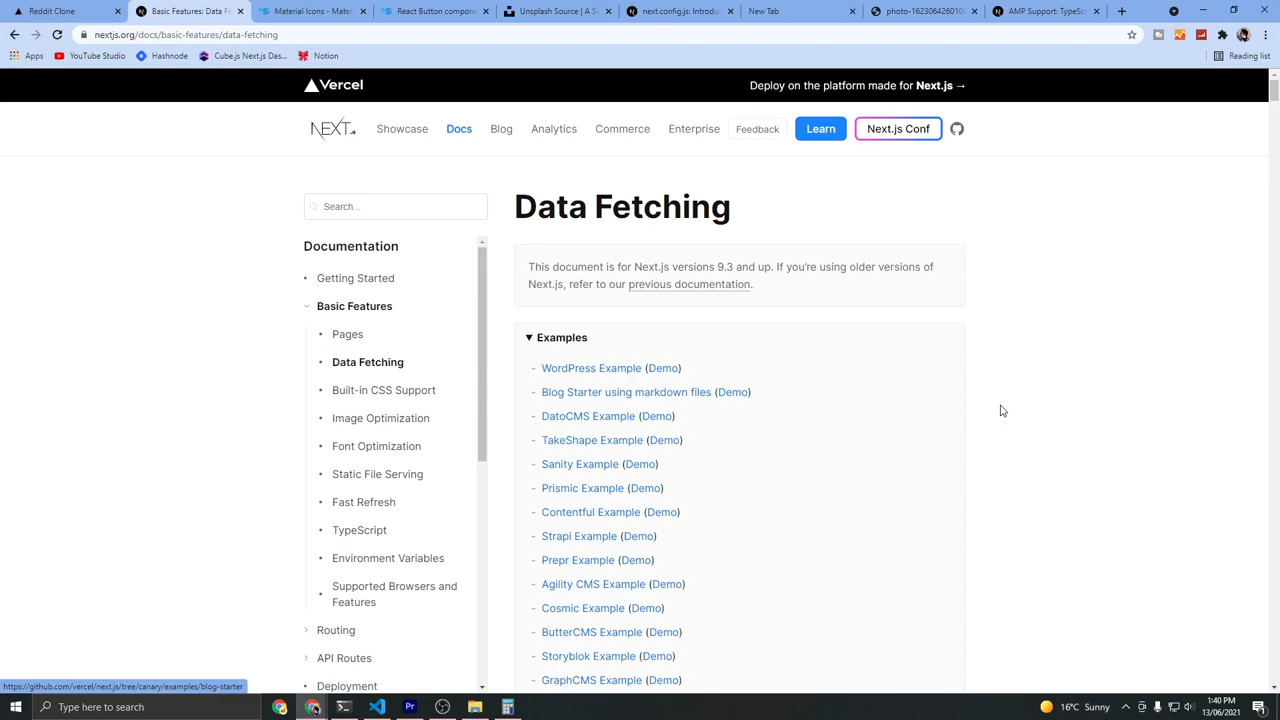 Reddit Clone
Basic Features: Data Fe
Material Icons - Mate
React Button compone
Unsplash Source | A S
next.config.js: Introduc
New Tab
photo-162306426010
AMP Support: TypeSc
nextjs.org/docs/basic-features/data-fetching
Apps
YouTube Studio
Hashnode
Cube.js Next.js Das...
Notion
Reading list
Vercel
Deploy on the platform made for Next.js →
NEXT.
Showcase
Docs
Blog
Analytics
Commerce
Enterprise
Feedback
Learn
Next.js Conf
Search...
Documentation
Getting Started
Basic Features
Pages
Data Fetching
Built-in CSS Support
Image Optimization
Font Optimization
Static File Serving
Fast Refresh
TypeScript
Environment Variables
Supported Browsers and
Features
Routing
API Routes
Deployment
Data Fetching
This document is for Next.js versions 9.3 and up. If you're using older versions of
Next.js, refer to our previous documentation.
Examples
- WordPress Example (Demo)
- Blog Starter using markdown files (Demo)
- DatoCMS Example (Demo)
- TakeShape Example (Demo)
- Sanity Example (Demo)
- Prismic Example (Demo)
- Contentful Example (Demo)
- Strapi Example (Demo)
- Prepr Example (Demo)
- Agility CMS Example (Demo)
- Cosmic Example (Demo)
- ButterCMS Example (Demo)
- Storyblok Example (Demo)
- GraphCMS Example (Demo)
https://github.com/vercel/next.js/tree/canary/examples/blog-starter
Type here to search
Pr
16°C Sunny
1:40 PM
13/06/2021